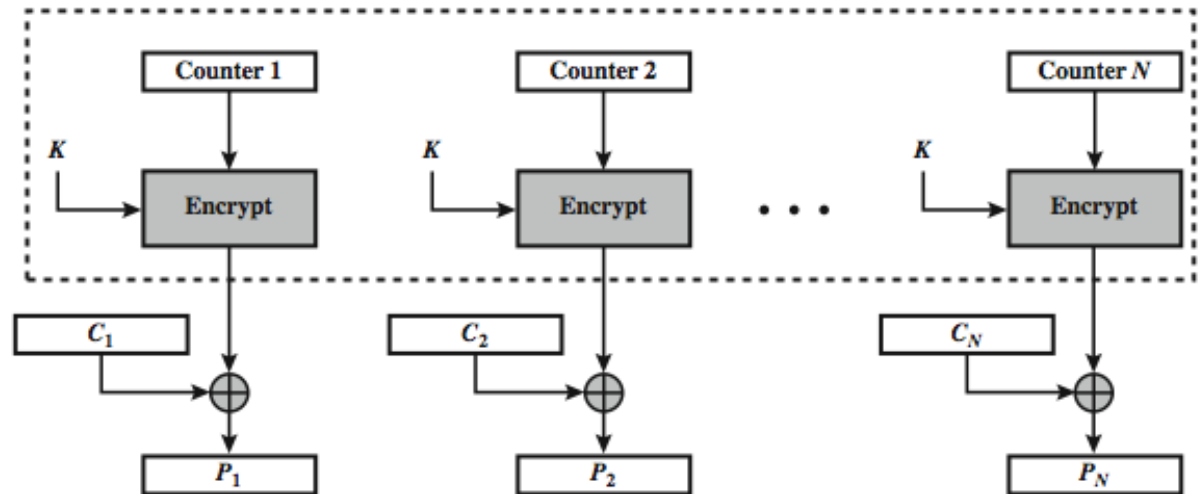 Counter 1 Counter 2 Counter N
K K K
Encrypt Encrypt • • • Encrypt
C1 C2 CN
P1 P2 PN